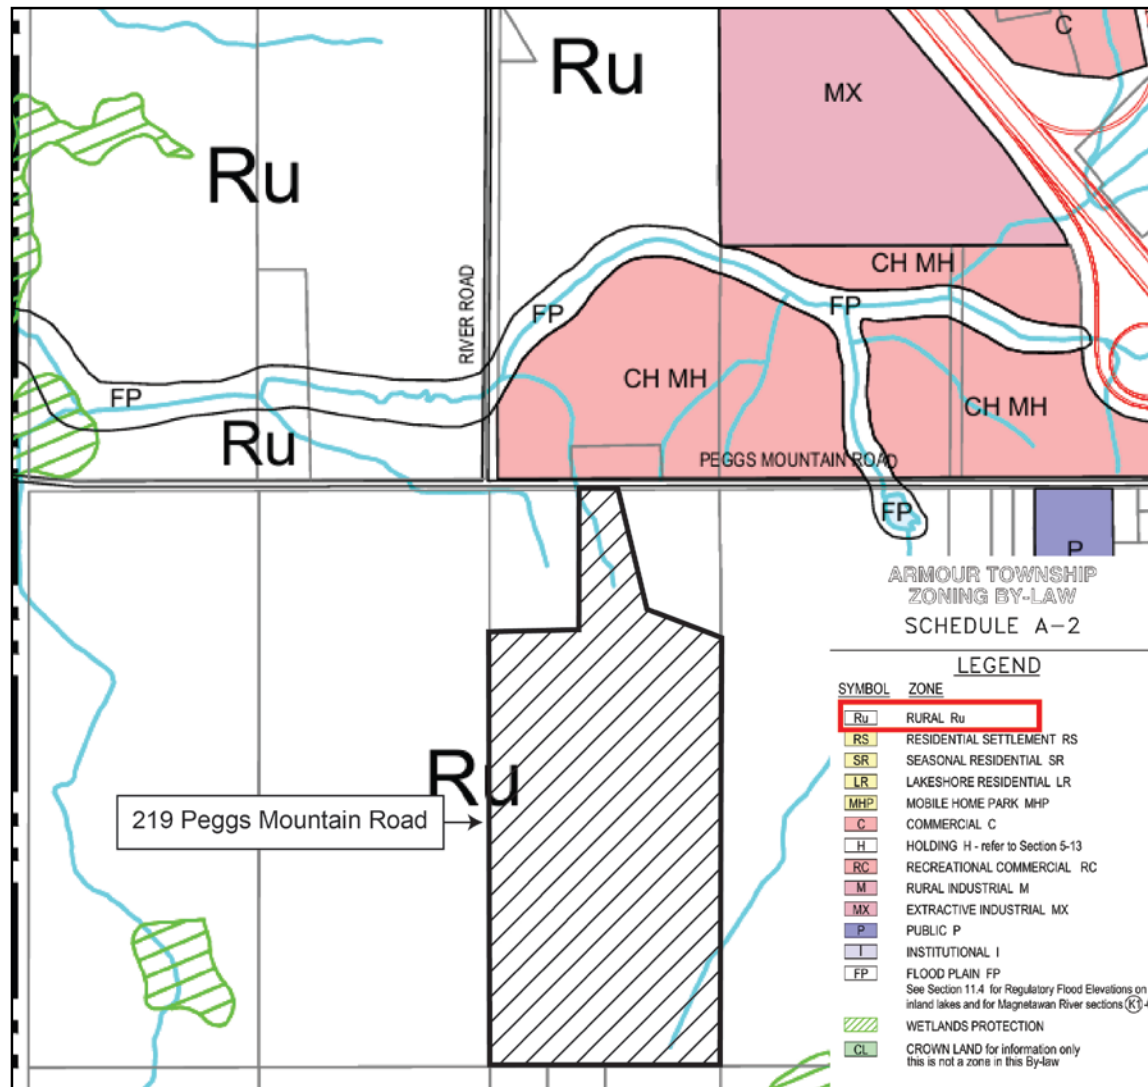 C
Ru
MX
Ru
CH MH
RIVER ROAD
FP
FP
CH MH
FP
CH MH
Ru
PEGGS MOUNTAIN ROAD
FP
P
ARMOUR TOWNSHIP
ZONING BY-LAW
SCHEDULE A-2
LEGEND
SYMBOL ZONE
Ru RURAL Ru
RS RESIDENTIAL SETTLEMENT RS
SR SEASONAL RESIDENTIAL SR
LR LAKESHORE RESIDENTIAL LR
MHP MOBILE HOME PARK MHP
C COMMERCIAL C
H HOLDING H - refer to Section 5-13
RC RECREATIONAL COMMERCIAL RC
M RURAL INDUSTRIAL M
MX EXTRACTIVE INDUSTRIAL MX
P PUBLIC P
I INSTITUTIONAL I
FP FLOOD PLAIN FP
See Section 11.4 for Regulatory Flood Elevations on
inland lakes and for Magnetawan River sections K1
WETLANDS PROTECTION
CL CROWN LAND for information only
this is not a zone in this By-law
Ru
219 Peggs Mountain Road